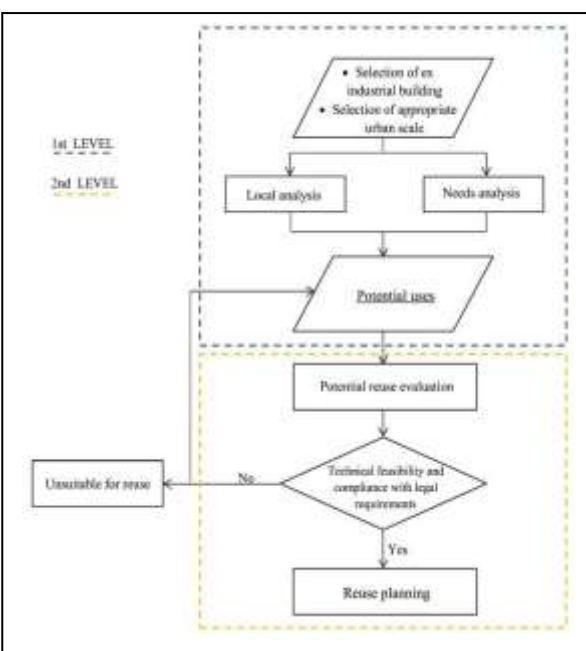 • Selection of ex
industrial building
• Selection of appropriate
urban scale
1st LEVEL
2nd LEVEL
Local analysis
Needs analysis
Potential uses
Potential reuse evaluation
Unsuitable for reuse
No
Technical feasibility and
compliance with legal
requirements
Yes
Reuse planning